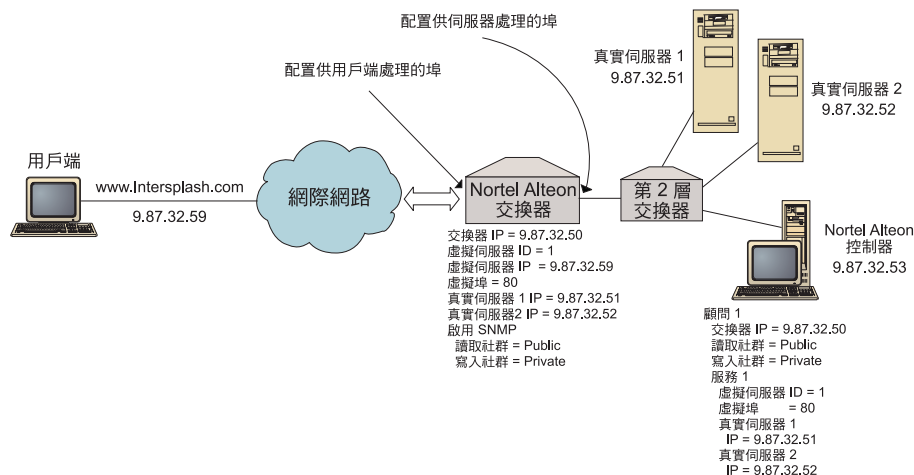 配置供伺服器處理的埠
配置供用戶端處理的埠
真實伺服器 1
9.87.32.51
真實伺服器 2
9.87.32.52
用戶端
www.Intersplash.com
9.87.32.59
網際網路
Nortel Alteon
交換器
第 2 層
交換器
Nortel Alteon
控制器
9.87.32.53
交換器 IP = 9.87.32.50
虛擬伺服器 ID = 1
虛擬伺服器 IP = 9.87.32.59
虛擬埠 = 80
真實伺服器 1 IP = 9.87.32.51
真實伺服器2 IP = 9.87.32.52
啟用 SNMP
讀取社群 = Public
寫入社群 = Private
顧問 1
交換器 IP = 9.87.32.50
讀取社群 = Public
寫入社群 = Private
服務 1
虛擬伺服器 ID = 1
虛擬埠 = 80
真實伺服器 1
IP = 9.87.32.51
真實伺服器 2
IP = 9.87.32.52